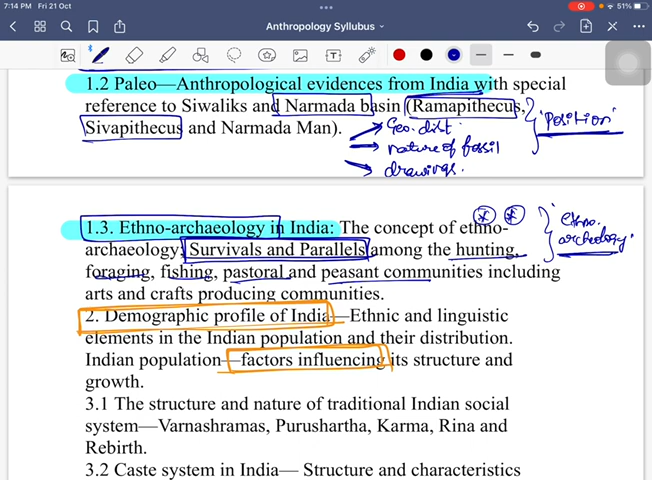 7:14 PM Fri 21 Oct
51%
Anthropology Syllabus
1.2 Paleo—Anthropological evidences from India with special
reference to Siwaliks and Narmada basin (Ramapithecus,
Sivapithecus and Narmada Man).
Geo. dist.
nature of fossil
drawings.
"Position"
1.3. Ethno-archaeology in India: The concept of ethno-
archaeology; Survivals and Parallels among the hunting,
foraging, fishing, pastoral and peasant communities including
arts and crafts producing communities.
ethno.
archeology.
2. Demographic profile of India—Ethnic and linguistic
elements in the Indian population and their distribution.
Indian population—factors influencing its structure and
growth.
3.1 The structure and nature of traditional Indian social
system—Varnashramas, Purushartha, Karma, Rina and
Rebirth.
3.2 Caste system in India— Structure and characteristics